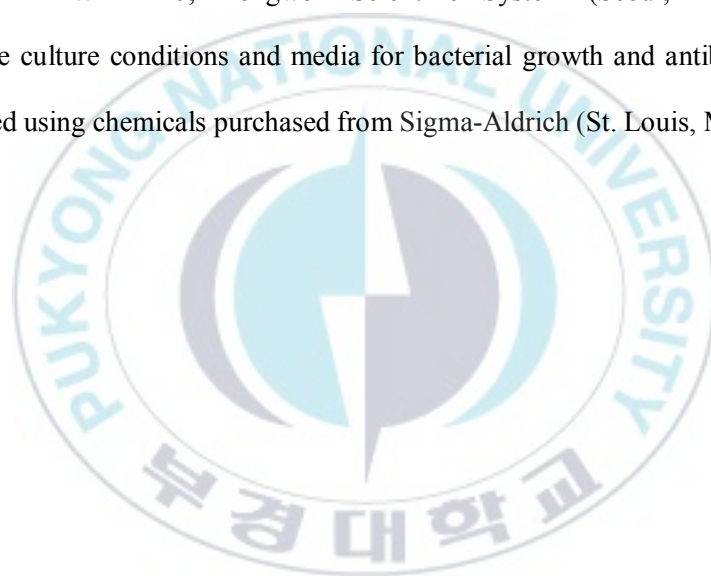 e culture conditions and media for bacterial growth and antib
ed using chemicals purchased from Sigma-Aldrich (St. Louis, M
PUKYONG NATIONAL UNIVERSITY
부경대학교